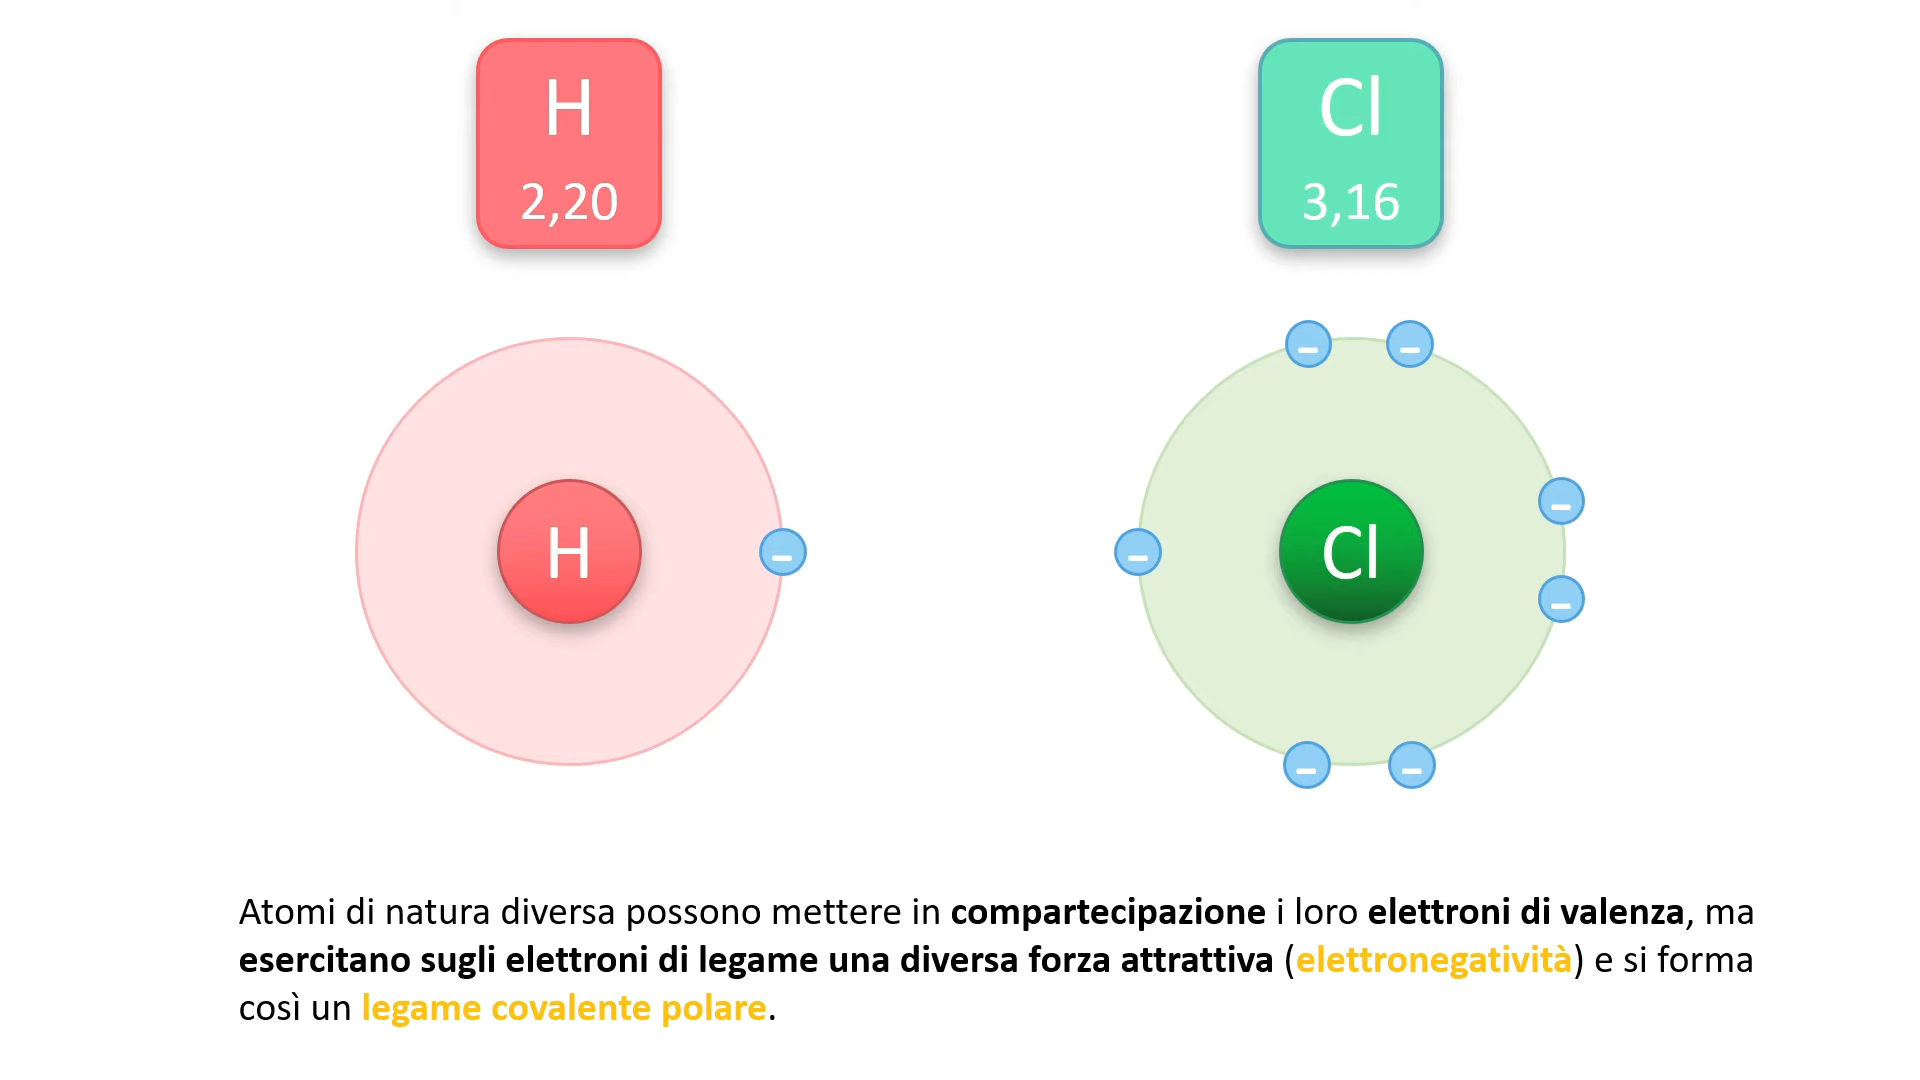 H
2,20
Cl
3,16
– –
–
H
–
–
Cl
–
– –
Atomi di natura diversa possono mettere in compartecipazione i loro elettroni di valenza, ma
esercitano sugli elettroni di legame una diversa forza attrattiva (elettronegatività) e si forma
così un legame covalente polare.